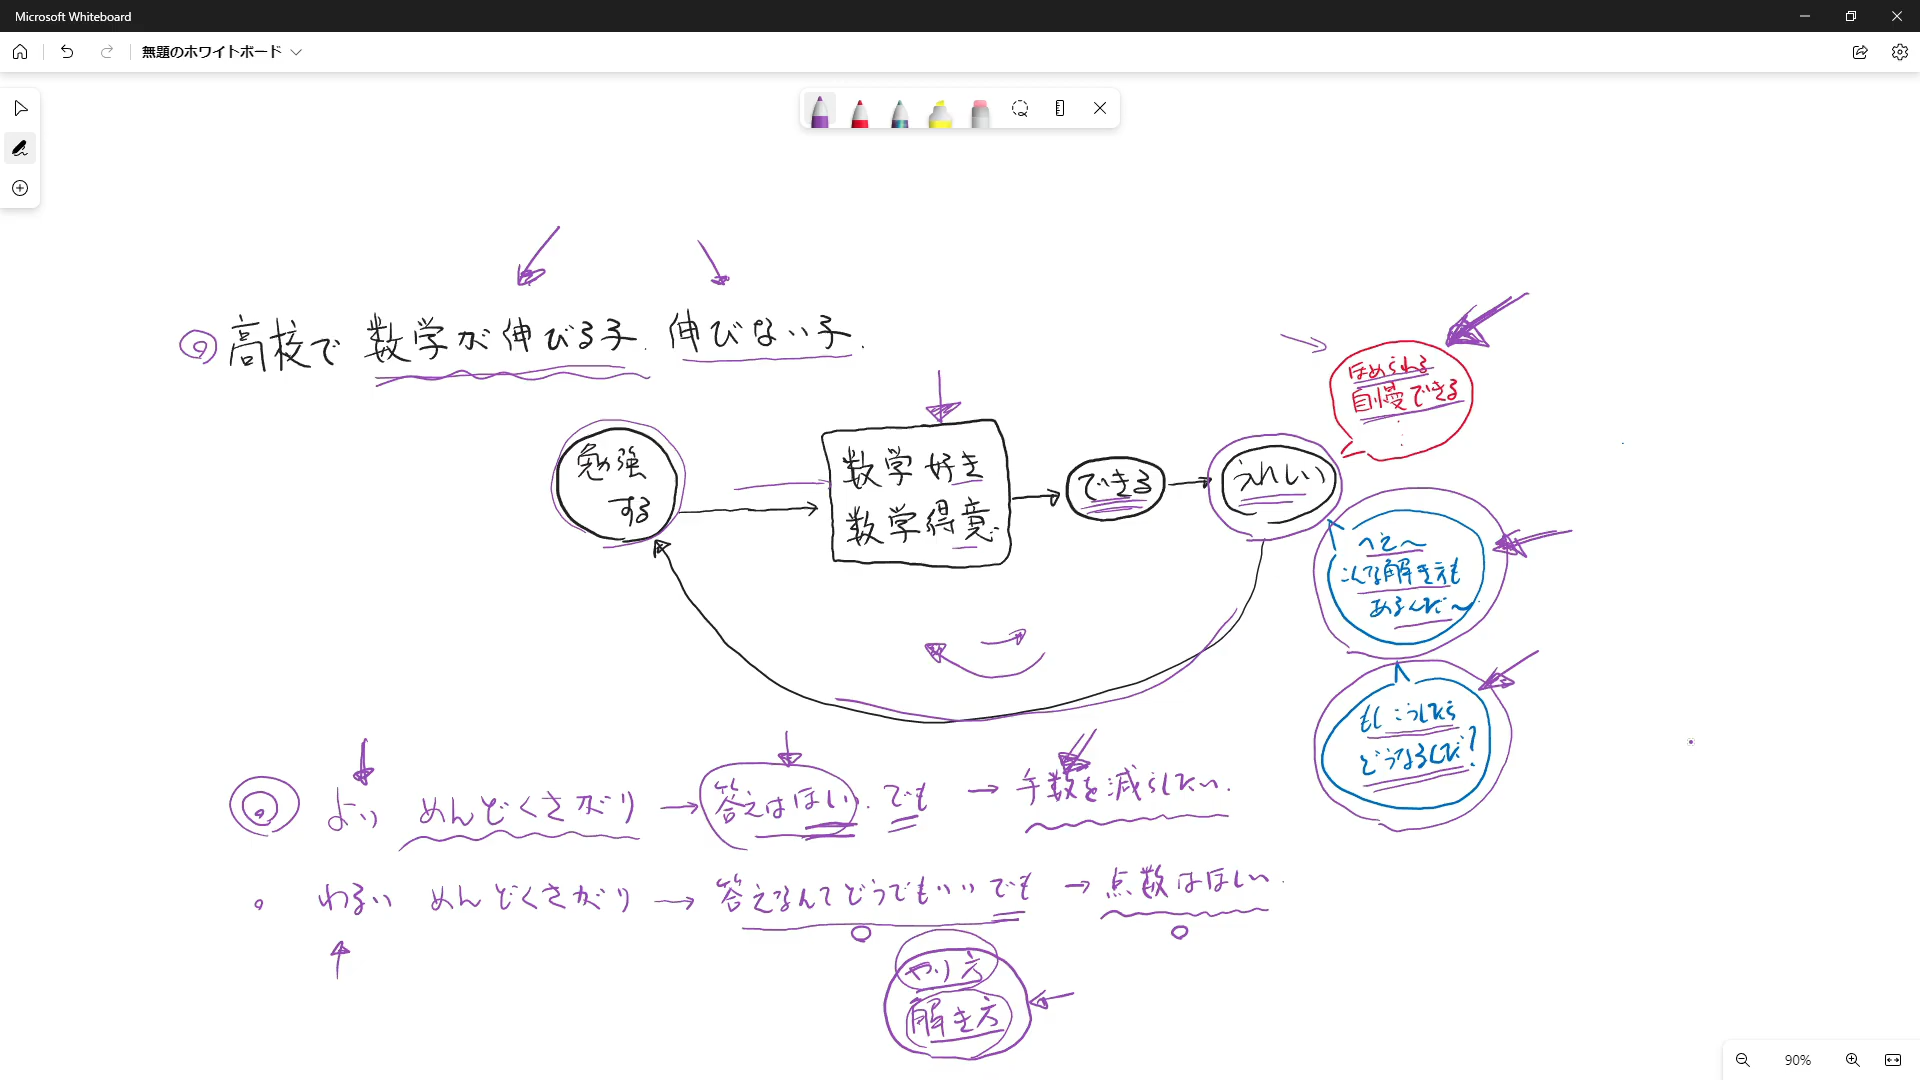 Microsoft Whiteboard
無題のホワイトボード
高校で 数学が伸びる子. 伸びない子.
ほめられる
自慢できる
勉強
する
数学好き
数学得意
できる
うれしい
へえ〜
こんな解き方も
あるんだ〜
もしこうしたら
どうなるんだ?
よい めんどくさがり → 答えはほしい. でも → 手数を減らしたい.
わるい めんどくさがり → 答えなんてどうでもいい でも → 点数はほしい.
やり方
解き方
90%